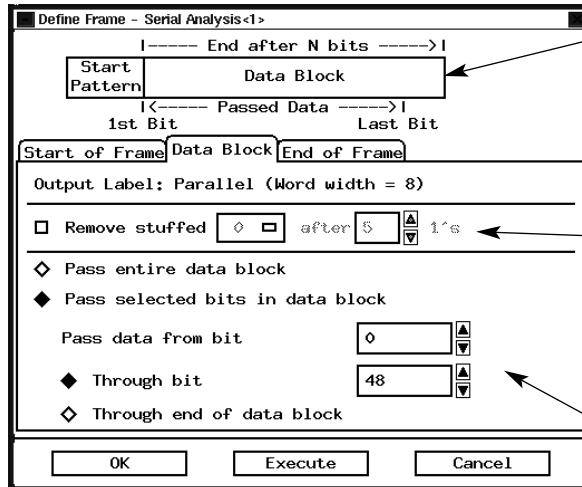 Define Frame - Serial Analysis<1>
|----- End after N bits ----->|
Start Pattern
Data Block
|<----- Passed Data ----->|
1st Bit Last Bit
Start of Frame Data Block End of Frame
Output Label: Parallel (Word width = 8)
Remove stuffed 0 after 5 1^s
Pass entire data block
Pass selected bits in data block
Pass data from bit 0
Through bit 48
Through end of data block
OK Execute Cancel